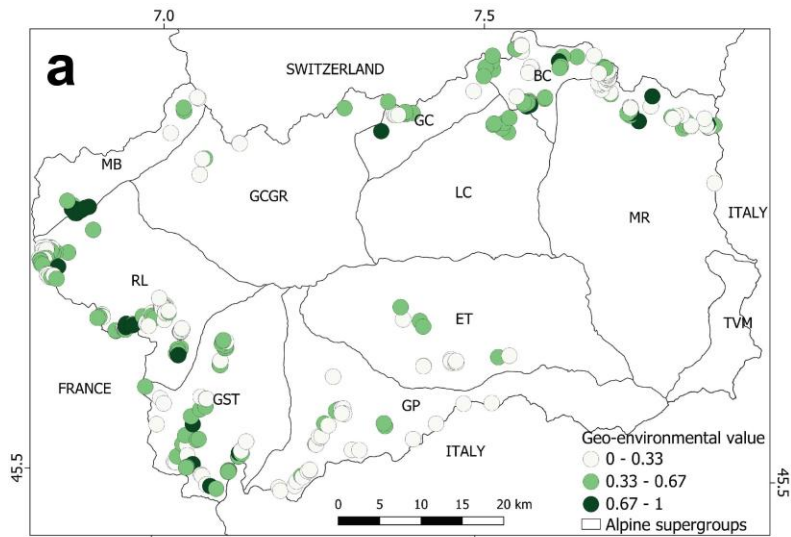 7.0 7.5
a
SWITZERLAND
BC
GC
MB
GCGR
LC
MR
ITALY
RL
ET
TVM
FRANCE
GST
GP
ITALY
Geo-environmental value
45.5
0 - 0.33
45.5
0.33 - 0.67
0 5 10 15 20 km
0.67 - 1
Alpine supergroups